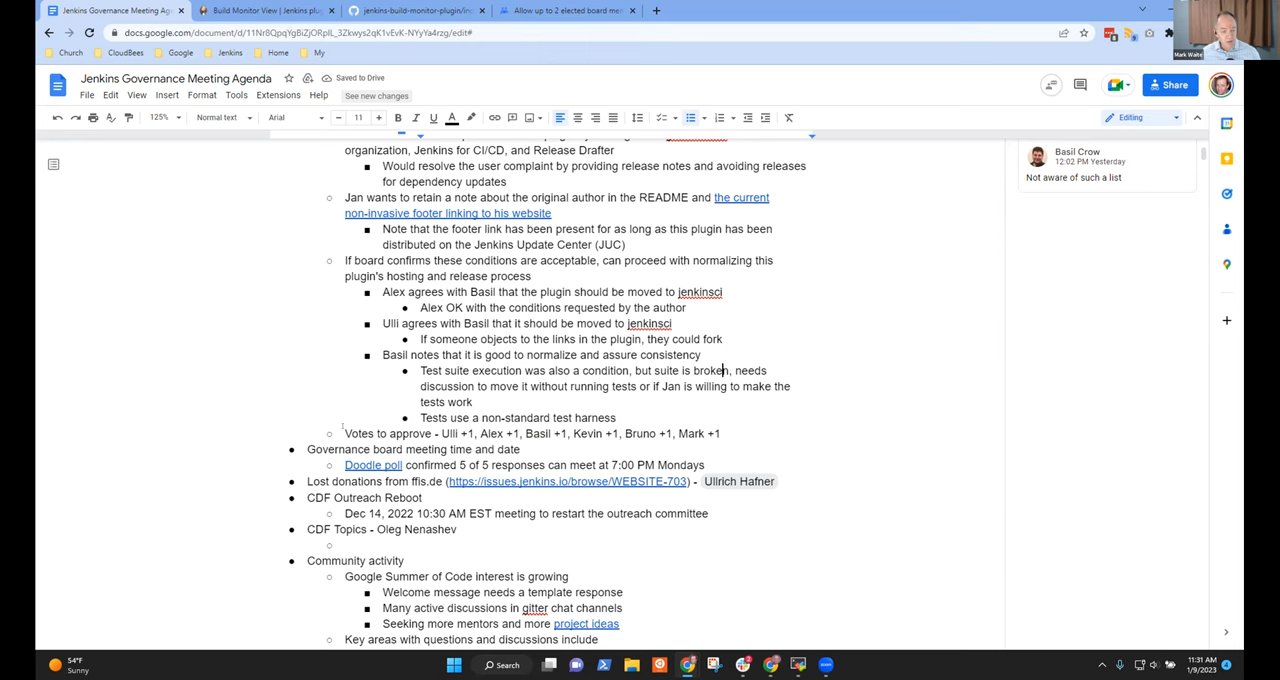 Jenkins Governance Meeting Age
Build Monitor View | Jenkins plu
jenkins-build-monitor-plugin/ins
Allow up to 2 elected board mem
docs.google.com/document/d/11Nr8QpqYgBiZjORpIL_3Zkwys2qK1vEvK-NYyYa4rzg/edit#
Church
CloudBees
Google
Jenkins
Home
My
Mark Waite
Jenkins Governance Meeting Agenda
Saved to Drive
File Edit View Insert Format Tools Extensions Help
See new changes
Share
125% Normal text Arial 11
B I U A
Editing
organization, Jenkins for CI/CD, and Release Drafter
Would resolve the user complaint by providing release notes and avoiding releases
for dependency updates
Jan wants to retain a note about the original author in the README and the current
non-invasive footer linking to his website
Note that the footer link has been present for as long as this plugin has been
distributed on the Jenkins Update Center (JUC)
If board confirms these conditions are acceptable, can proceed with normalizing this
plugin's hosting and release process
Alex agrees with Basil that the plugin should be moved to jenkinsci
Alex OK with the conditions requested by the author
Ulli agrees with Basil that it should be moved to jenkinsci
If someone objects to the links in the plugin, they could fork
Basil notes that it is good to normalize and assure consistency
Test suite execution was also a condition, but suite is broken, needs
discussion to move it without running tests or if Jan is willing to make the
tests work
Tests use a non-standard test harness
Votes to approve - Ulli +1, Alex +1, Basil +1, Kevin +1, Bruno +1, Mark +1
Governance board meeting time and date
Doodle poll confirmed 5 of 5 responses can meet at 7:00 PM Mondays
Lost donations from ffis.de (https://issues.jenkins.io/browse/WEBSITE-703) - Ullrich Hafner
CDF Outreach Reboot
Dec 14, 2022 10:30 AM EST meeting to restart the outreach committee
CDF Topics - Oleg Nenashev
Community activity
Google Summer of Code interest is growing
Welcome message needs a template response
Many active discussions in gitter chat channels
Seeking more mentors and more project ideas
Key areas with questions and discussions include
Basil Crow
12:02 PM Yesterday
Not aware of such a list
54°F
Sunny
Search
11:31 AM
1/9/2023